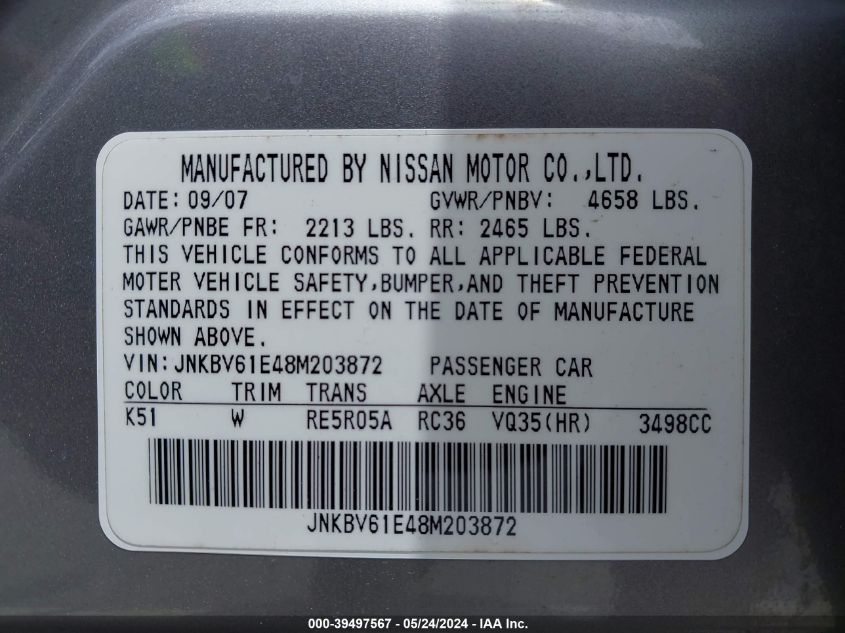 MANUFACTURED BY NISSAN MOTOR CO.,LTD.
DATE: 09/07 GVWR/PNBV: 4658 LBS.
GAWR/PNBE FR: 2213 LBS. RR: 2465 LBS.
THIS VEHICLE CONFORMS TO ALL APPLICABLE FEDERAL
MOTER VEHICLE SAFETY,BUMPER,AND THEFT PREVENTION
STANDARDS IN EFFECT ON THE DATE OF MANUFACTURE
SHOWN ABOVE.
VIN:JNKBV61E48M203872 PASSENGER CAR
COLOR TRIM TRANS AXLE ENGINE
K51 W RE5R05A RC36 VQ35(HR) 3498CC
JNKBV61E48M203872
000-39497567 - 05/24/2024 - IAA Inc.